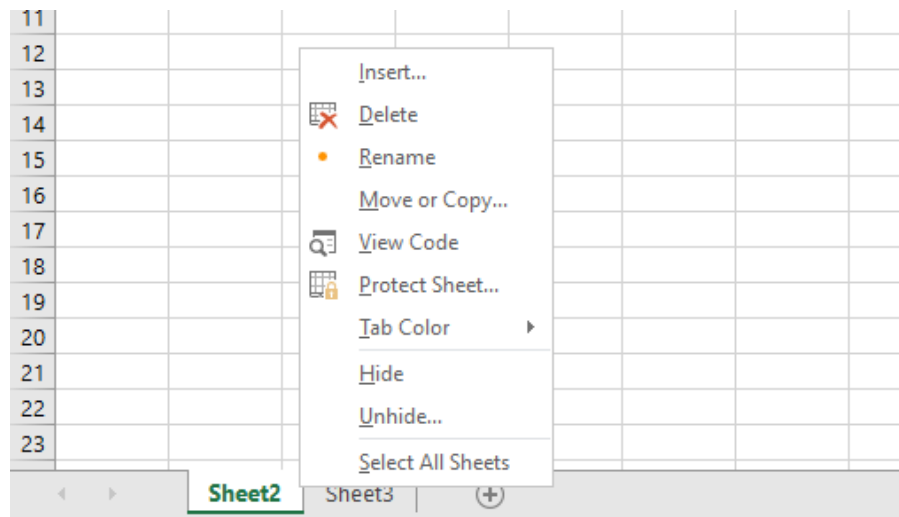 11
12
13
14
15
16
17
18
19
20
21
22
23
Insert...
Delete
Rename
Move or Copy...
View Code
Protect Sheet...
Tab Color
Hide
Unhide...
Select All Sheets
Sheet2 Sheet3